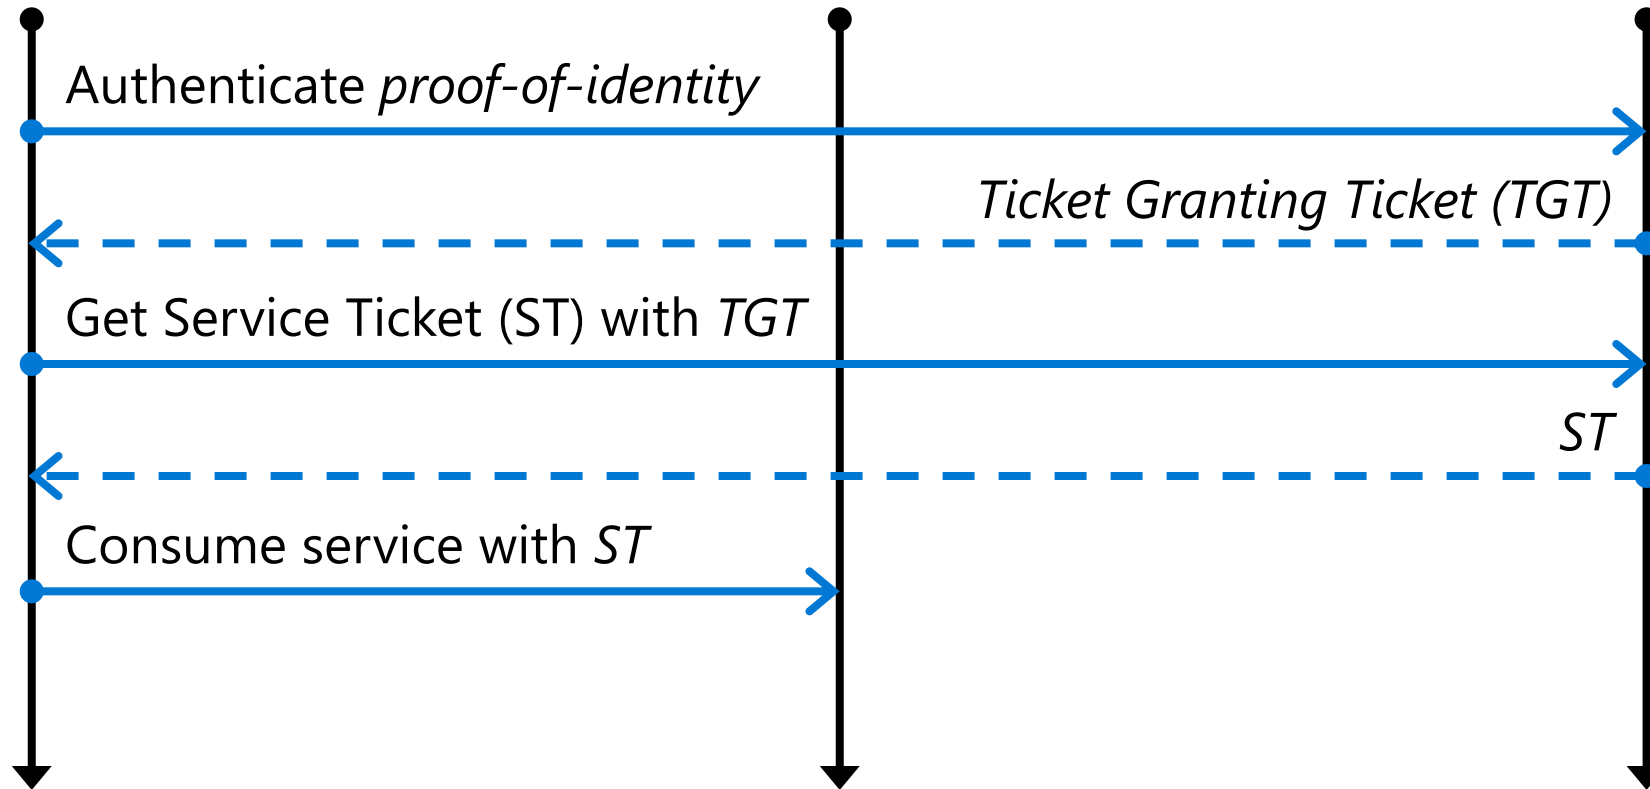 Authenticate proof-of-identity
Ticket Granting Ticket (TGT)
Get Service Ticket (ST) with TGT
ST
Consume service with ST